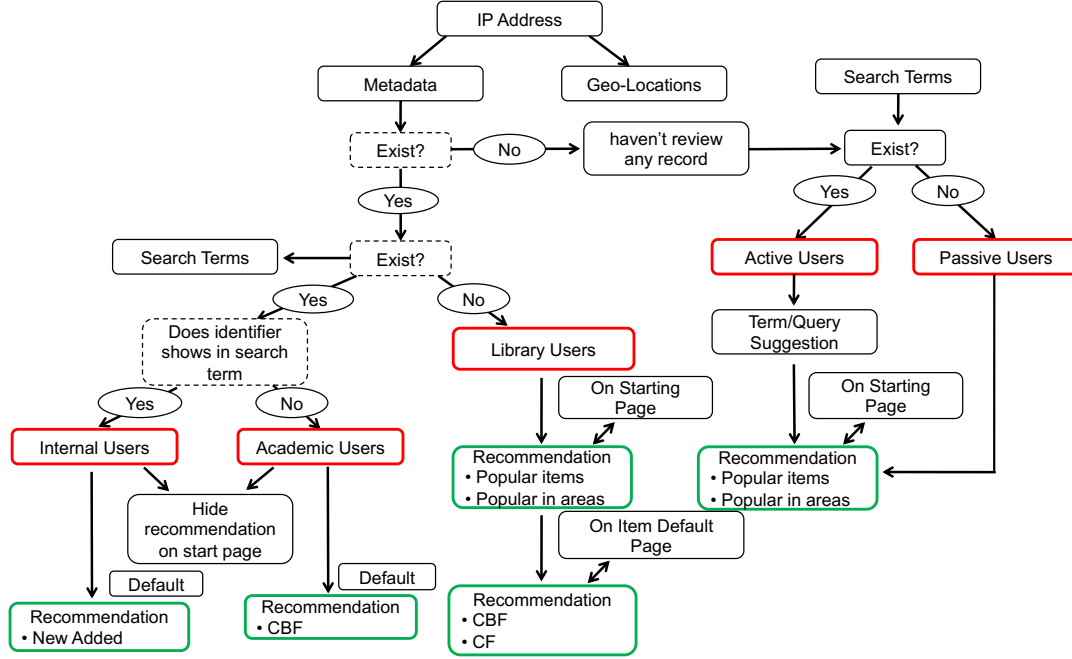 IP Address
Metadata
Geo-Locations
Search Terms
Exist?
No
haven't review
any record
Exist?
Yes
Yes
No
Search Terms
Exist?
Active Users
Passive Users
Yes
No
Does identifier
shows in search
term
Library Users
Term/Query
Suggestion
Yes
No
On Starting
Page
On Starting
Page
Internal Users
Academic Users
Recommendation
• Popular items
• Popular in areas
Recommendation
• Popular items
• Popular in areas
Hide
recommendation
on start page
On Item Default
Page
Default
Default
Recommendation
• New Added
Recommendation
• CBF
Recommendation
• CBF
• CF